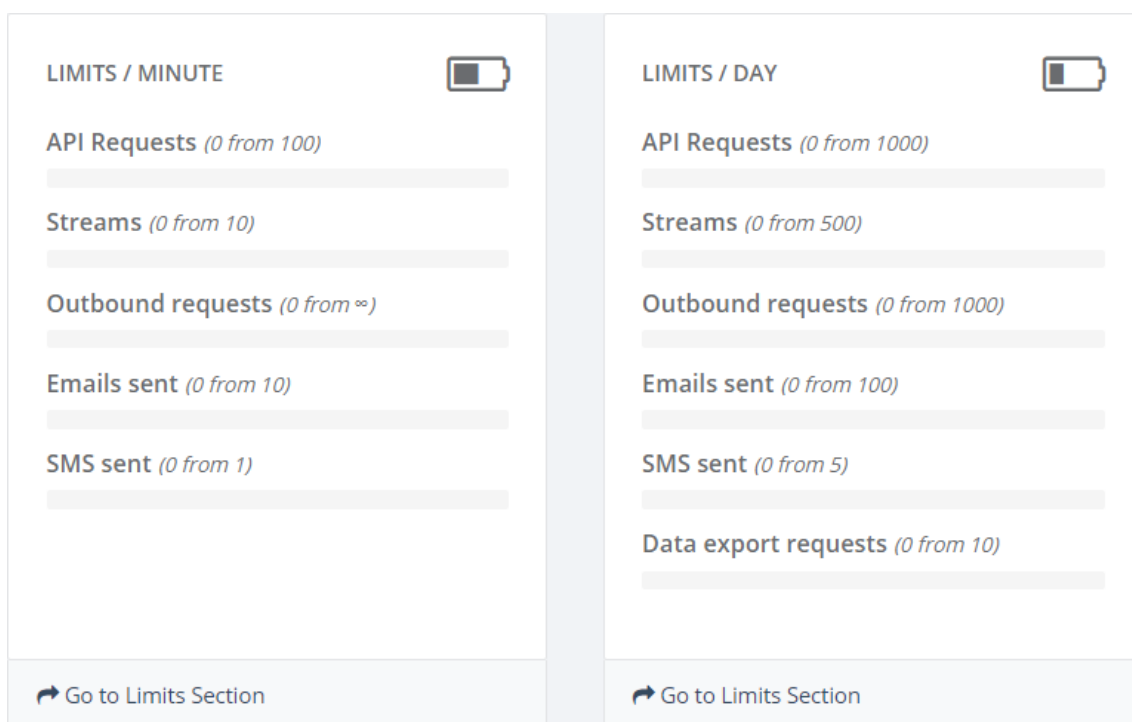 LIMITS / MINUTE
API Requests (0 from 100)
Streams (0 from 10)
Outbound requests (0 from ∞)
Emails sent (0 from 10)
SMS sent (0 from 1)
Go to Limits Section
LIMITS / DAY
API Requests (0 from 1000)
Streams (0 from 500)
Outbound requests (0 from 1000)
Emails sent (0 from 100)
SMS sent (0 from 5)
Data export requests (0 from 10)
Go to Limits Section